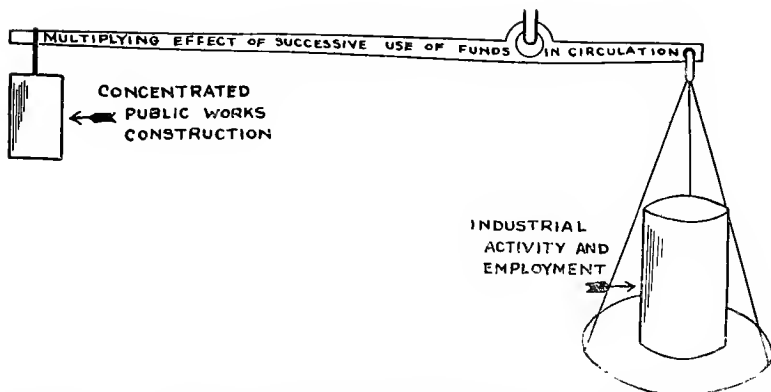 MULTIPLYING EFFECT OF SUCCESSIVE USE OF FUNDS IN CIRCULATION
CONCENTRATED
PUBLIC WORKS
CONSTRUCTION
INDUSTRIAL
ACTIVITY AND
EMPLOYMENT